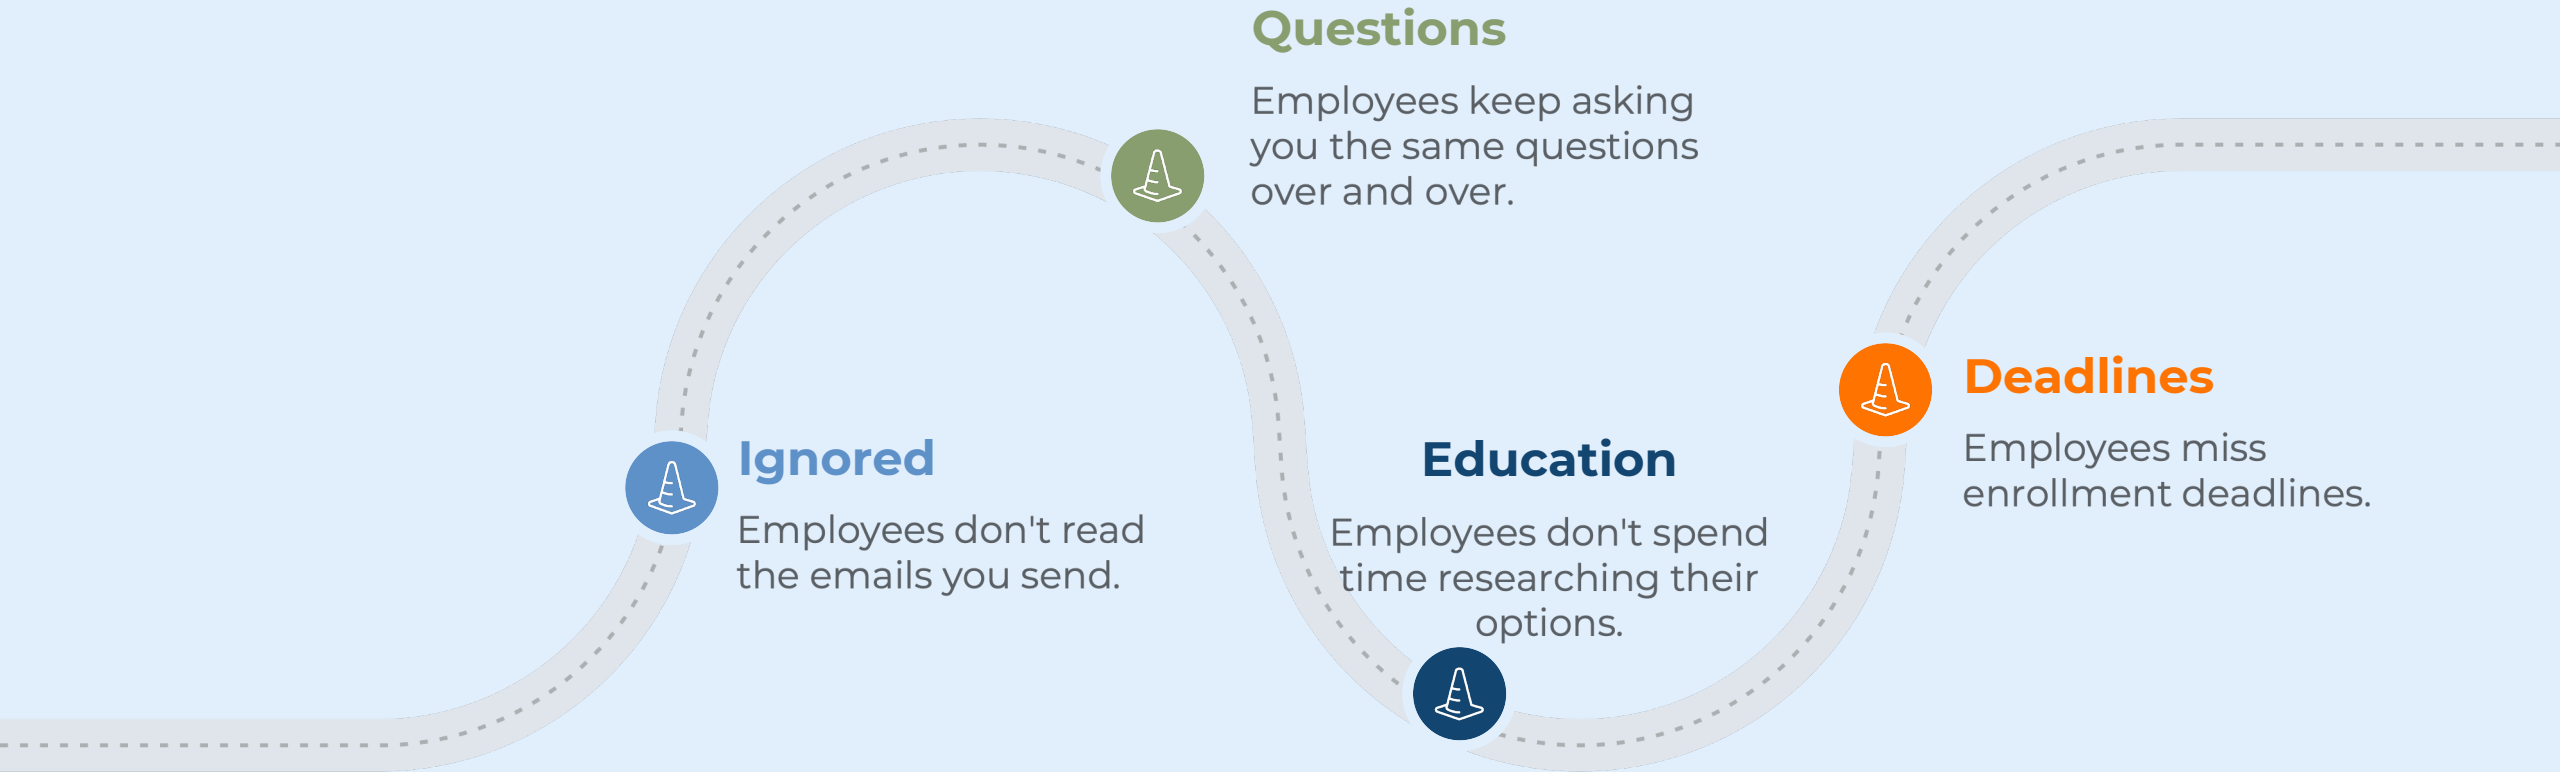 Questions
Employees keep asking
you the same questions
over and over.
Ignored
Employees don't read
the emails you send.
Education
Employees don't spend
time researching their
options.
Deadlines
Employees miss
enrollment deadlines.